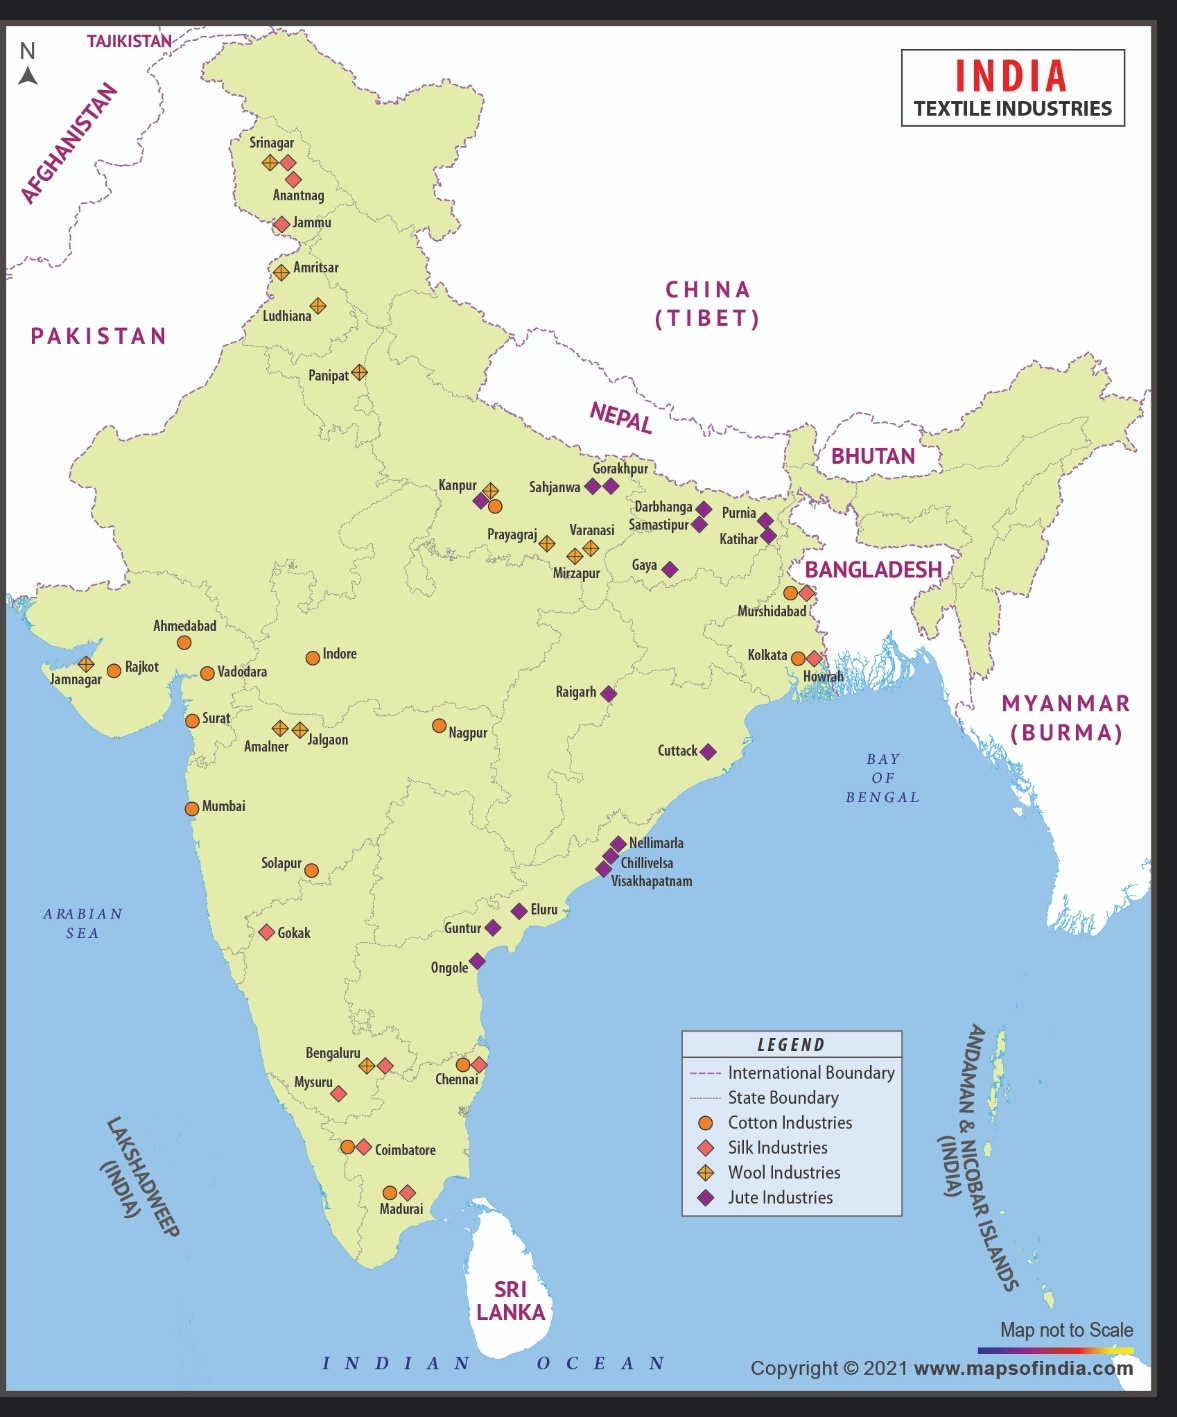 TAJIKISTAN
N
AFGHANISTAN
INDIA
TEXTILE INDUSTRIES
Srinagar
Anantnag
Jammu
Amritsar
Ludhiana
CHINA
(TIBET)
PAKISTAN
Panipat
NEPAL
BHUTAN
Gorakhpur
Kanpur
Sahjanwa
Darbhanga
Purnia
Samastipur
Prayagraj
Varanasi
Katihar
Mirzapur
Gaya
BANGLADESH
Murshidabad
Ahmedabad
Indore
Kolkata
Rajkot
Vadodara
Jamnagar
Howrah
Raigarh
MYANMAR
(BURMA)
Surat
Nagpur
Amalner
Jalgaon
Cuttack
BAY
OF
BENGAL
Mumbai
Nellimarla
Solapur
Chillivelsa
Visakhapatnam
ARABIAN
SEA
Eluru
Guntur
Gokak
Ongole
Bengaluru
Chennai
Mysuru
Coimbatore
Madurai
LEGEND
International Boundary
State Boundary
Cotton Industries
Silk Industries
Wool Industries
Jute Industries
LAKSHADWEEP
(INDIA)
ANDAMAN & NICOBAR ISLANDS
(INDIA)
SRI
LANKA
INDIAN OCEAN
Map not to Scale
Copyright © 2021 www.mapsofindia.com